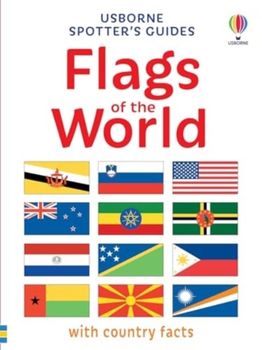 USBORNE
SPOTTER'S GUIDES
USBORNE
Flags
of the
World
with country facts